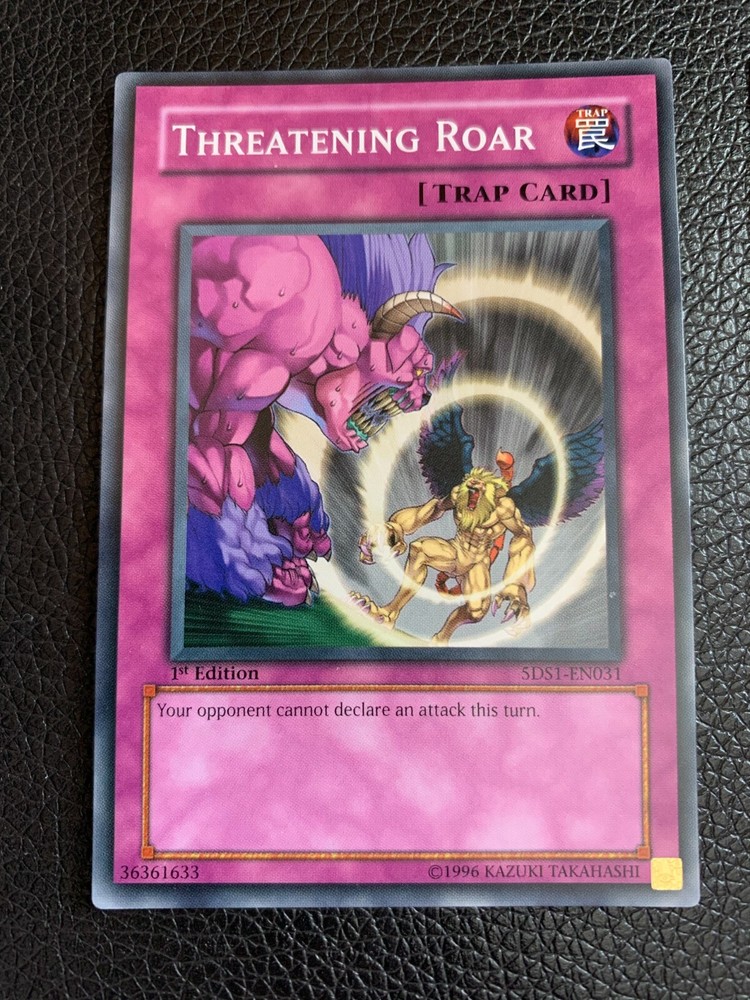 THREATENING ROAR
TRAP
罠
[TRAP CARD]
1st Edition
5DS1-EN031
Your opponent cannot declare an attack this turn.
36361633
©1996 KAZUKI TAKAHASHI